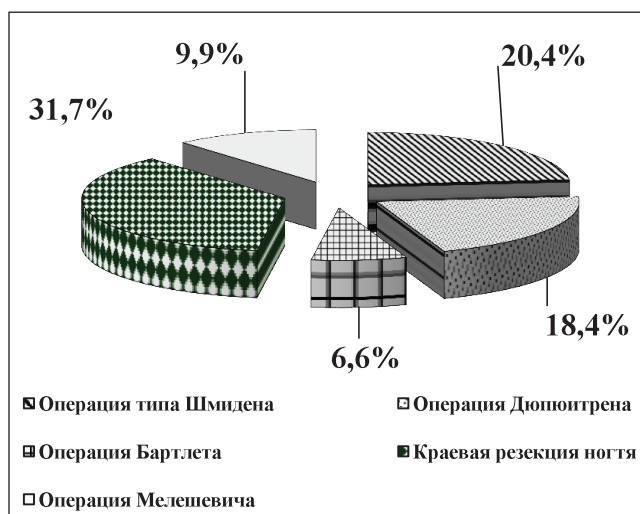 9,9%
20,4%
31,7%
18,4%
6,6%
Операция типа Шмидена
Операция Дюпюитрена
Операция Бартлета
Краевая резекция ногтя
Операция Мелешевича